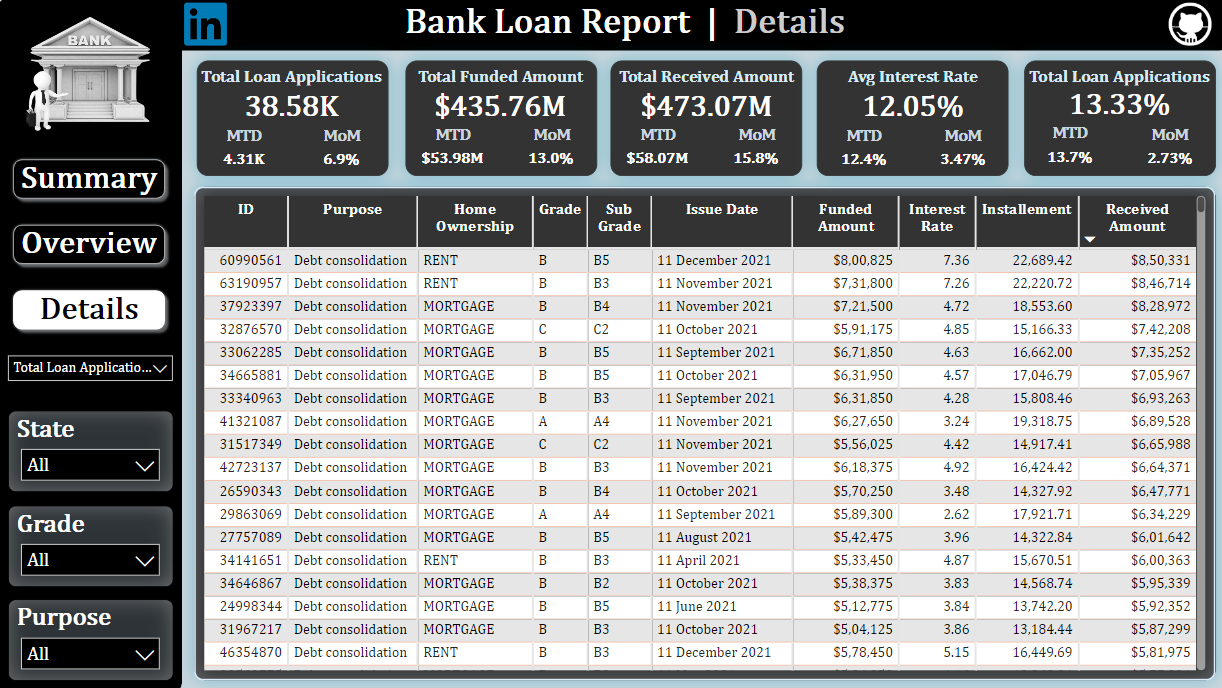 BANK
in
Bank Loan Report | Details
Summary
Overview
Details
Total Loan Applicatio...
State
All
Grade
All
Purpose
All
Total Loan Applications
38.58K
MTD MoM
4.31K 6.9%
Total Funded Amount
$435.76M
MTD MoM
$53.98M 13.0%
Total Received Amount
$473.07M
MTD MoM
$58.07M 15.8%
Avg Interest Rate
12.05%
MTD MoM
12.4% 3.47%
Total Loan Applications
13.33%
MTD MoM
13.7% 2.73%
ID Purpose Home Ownership Grade Sub Grade Issue Date Funded Amount Interest Rate Installement Received Amount
60990561 Debt consolidation RENT B B5 11 December 2021 $8,00,825 7.36 22,689.42 $8,50,331
63190957 Debt consolidation RENT B B3 11 November 2021 $7,31,800 7.26 22,220.72 $8,46,714
37923397 Debt consolidation MORTGAGE B B4 11 November 2021 $7,21,500 4.72 18,553.60 $8,28,972
32876570 Debt consolidation MORTGAGE C C2 11 October 2021 $5,91,175 4.85 15,166.33 $7,42,208
33062285 Debt consolidation MORTGAGE B B5 11 September 2021 $6,71,850 4.63 16,662.00 $7,35,252
34665881 Debt consolidation MORTGAGE B B5 11 October 2021 $6,31,950 4.57 17,046.79 $7,05,967
33340963 Debt consolidation MORTGAGE B B3 11 September 2021 $6,31,850 4.28 15,808.46 $6,93,263
41321087 Debt consolidation MORTGAGE A A4 11 November 2021 $6,27,650 3.24 19,318.75 $6,89,528
31517349 Debt consolidation MORTGAGE C C2 11 November 2021 $5,56,025 4.42 14,917.41 $6,65,988
42723137 Debt consolidation MORTGAGE B B3 11 November 2021 $6,18,375 4.92 16,424.42 $6,64,371
26590343 Debt consolidation MORTGAGE B B4 11 October 2021 $5,70,250 3.48 14,327.92 $6,47,771
29863069 Debt consolidation MORTGAGE A A4 11 September 2021 $5,89,300 2.62 17,921.71 $6,34,229
27757089 Debt consolidation MORTGAGE B B5 11 August 2021 $5,42,475 3.96 14,322.84 $6,01,642
34141651 Debt consolidation RENT B B3 11 April 2021 $5,33,450 4.87 15,670.51 $6,00,363
34646867 Debt consolidation MORTGAGE B B2 11 October 2021 $5,38,375 3.83 14,568.74 $5,95,339
24998344 Debt consolidation MORTGAGE B B5 11 June 2021 $5,12,775 3.84 13,742.20 $5,92,352
31967217 Debt consolidation MORTGAGE B B3 11 October 2021 $5,04,125 3.86 13,184.44 $5,87,299
46354870 Debt consolidation RENT B B3 11 December 2021 $5,78,450 5.15 16,449.69 $5,81,975